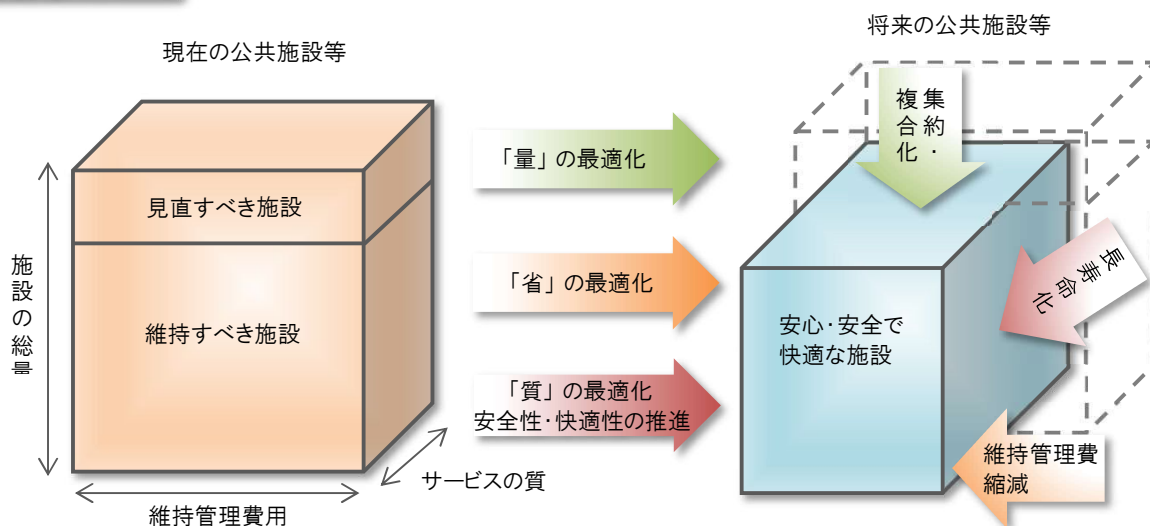 現在の公共施設等
将来の公共施設等
見直すべき施設
維持すべき施設
施設の総量
維持管理費用
サービスの質
「量」の最適化
「省」の最適化
「質」の最適化
安全性・快適性の推進
集約・
複合化
長寿命化
安心・安全で
快適な施設
維持管理費
縮減